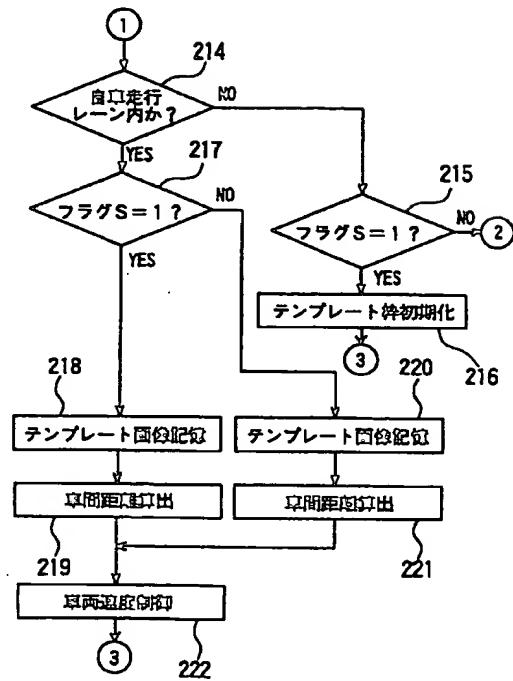 1
214
自車走行
レーン内か？
NO
YES
217
215
フラグS＝1？
NO
フラグS＝1？
NO
2
YES
YES
テンプレート枠初期化
3
216
218
220
テンプレート画像記憶
テンプレート画像記憶
車間距離算出
車間距離算出
219
221
車両速度制御
222
3